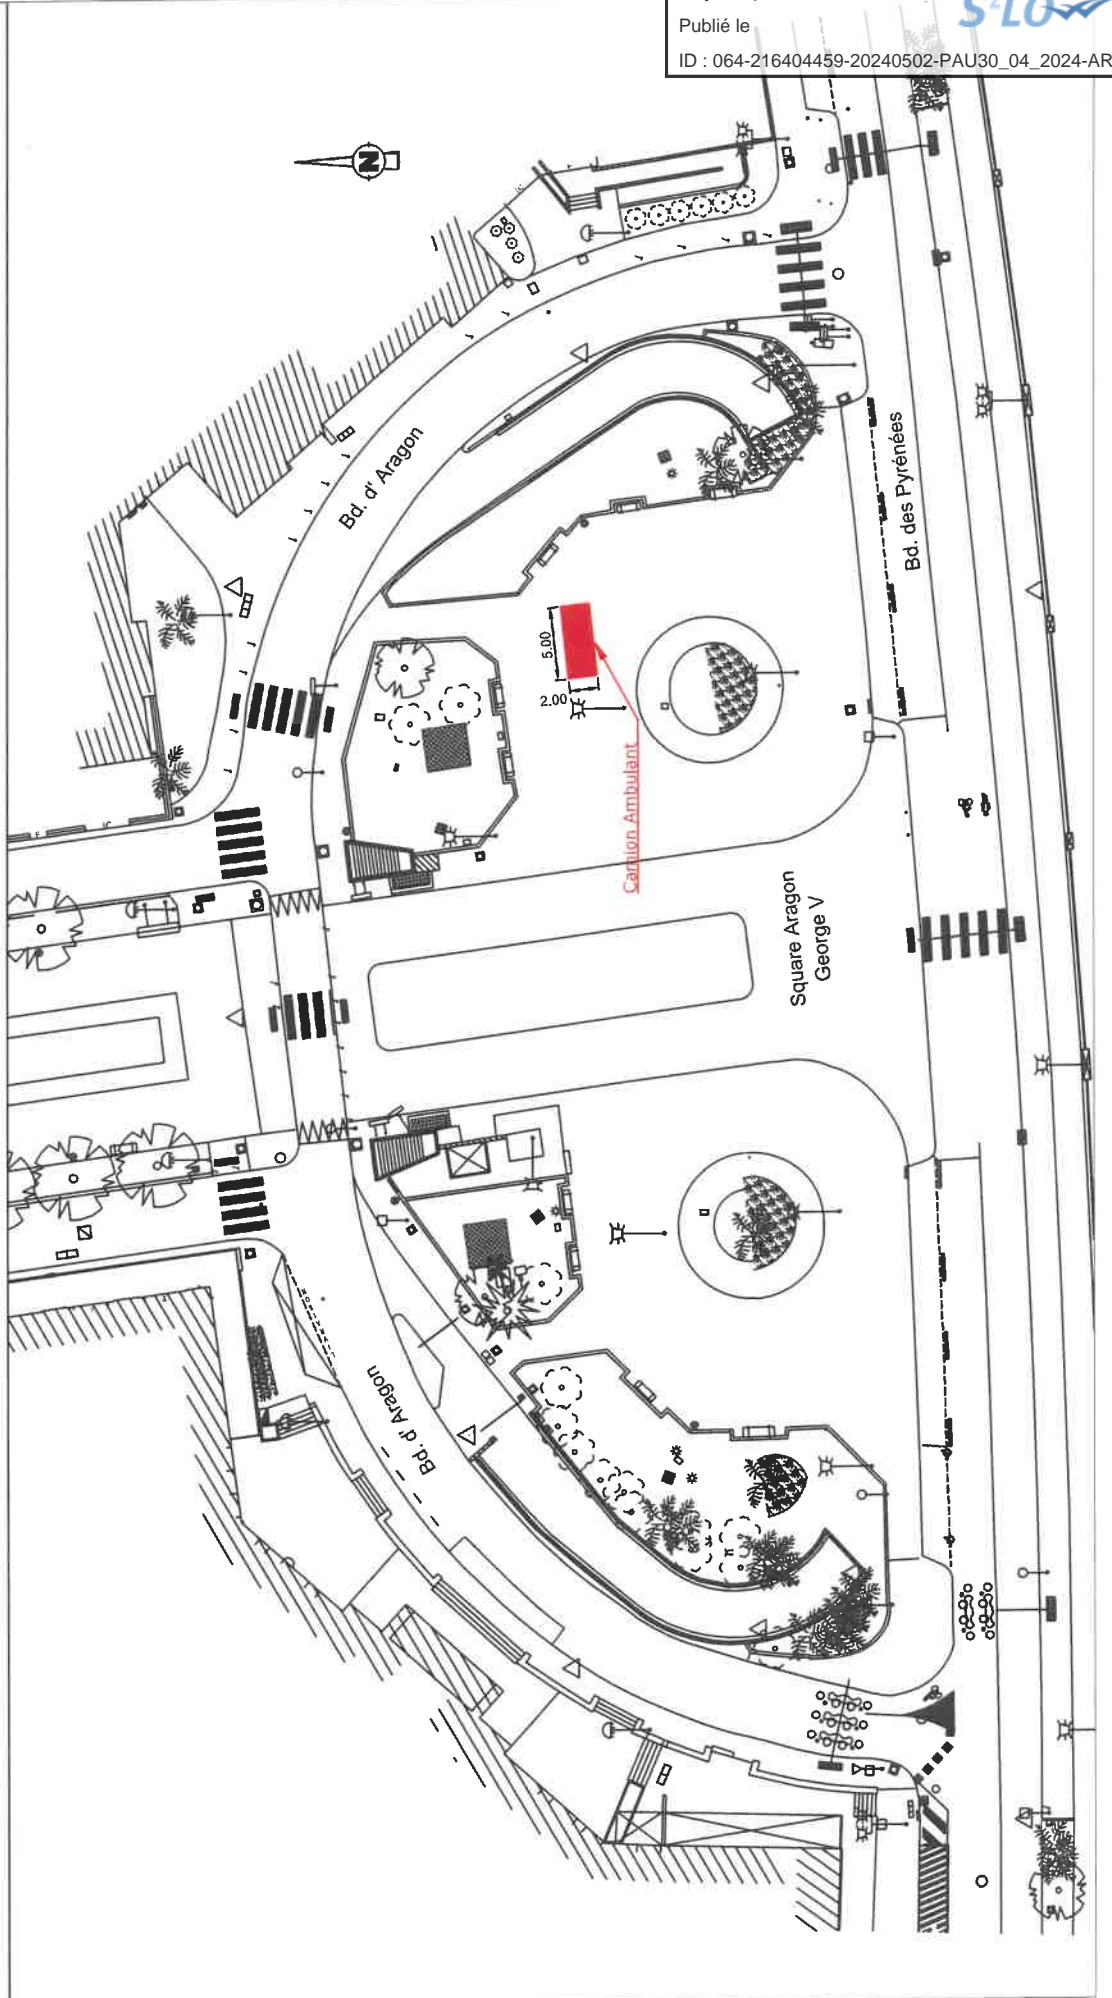 Publié le
S²LO
ID : 064-216404459-20240502-PAU30_04_2024-AR
N
Bd. d' Aragon
Bd. des Pyrénées
5.00
2.00
Camion Ambulant
Square Aragon
George V
Bd. d' Aragon